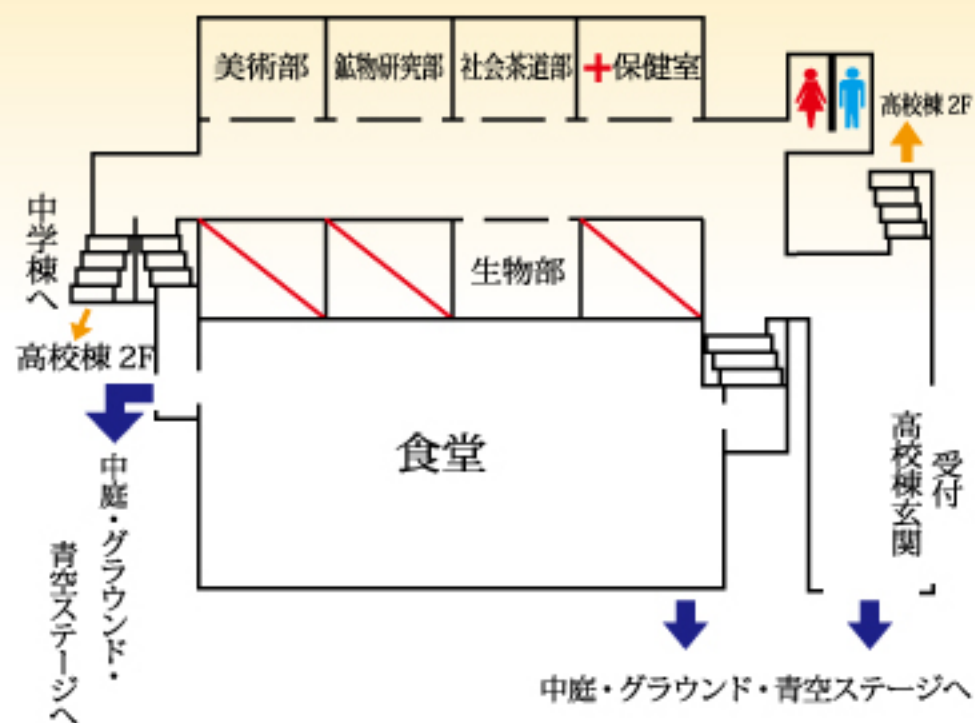 美術部
鉱物研究部
社会茶道部
保健室
高校棟 2F
中学棟へ
生物部
高校棟 2F
食堂
受付
高校棟玄関
中庭・グラウンド・
青空ステージへ
中庭・グラウンド・青空ステージへ